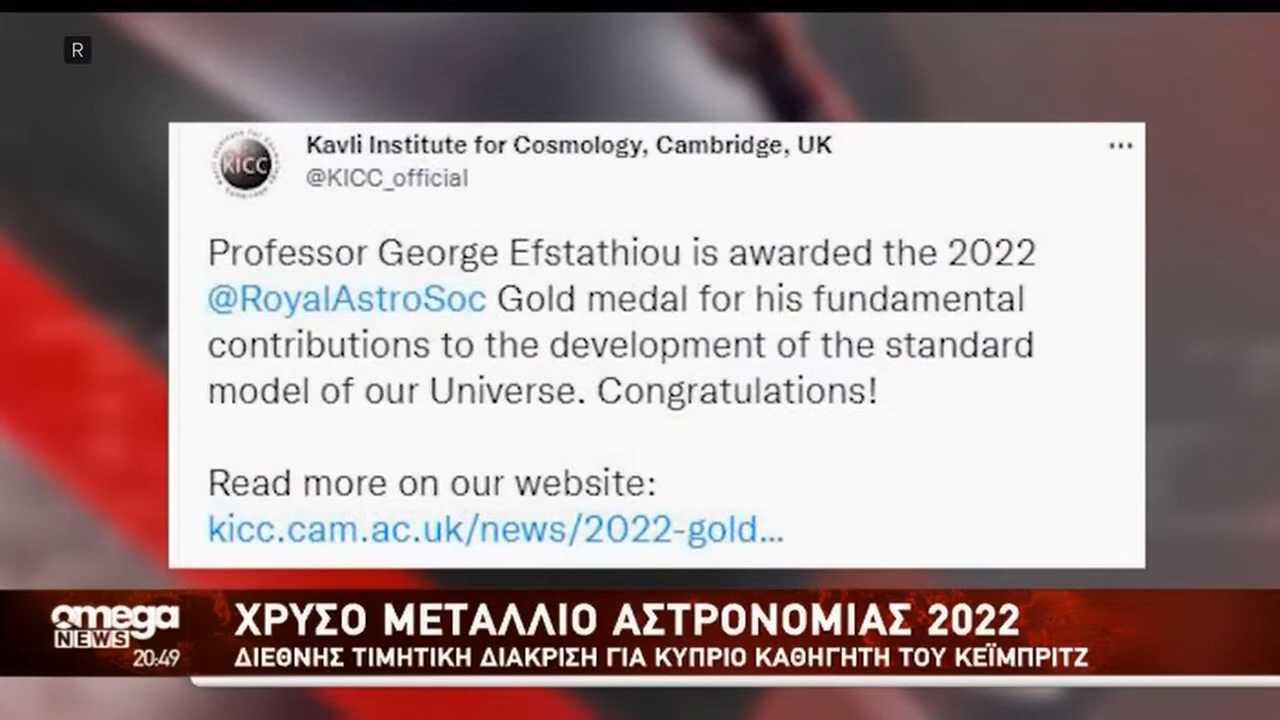 R
KICC
Kavli Institute for Cosmology, Cambridge, UK
@KICC_official
Professor George Efstathiou is awarded the 2022
@RoyalAstroSoc Gold medal for his fundamental
contributions to the development of the standard
model of our Universe. Congratulations!
Read more on our website:
kicc.cam.ac.uk/news/2022-gold...
omega
NEWS
20:49
ΧΡΥΣΟ ΜΕΤΑΛΛΙΟ ΑΣΤΡΟΝΟΜΙΑΣ 2022
ΔΙΕΘΝΗΣ ΤΙΜΗΤΙΚΗ ΔΙΑΚΡΙΣΗ ΓΙΑ ΚΥΠΡΙΟ ΚΑΘΗΓΗΤΗ ΤΟΥ ΚΕΪΜΠΡΙΤΖ